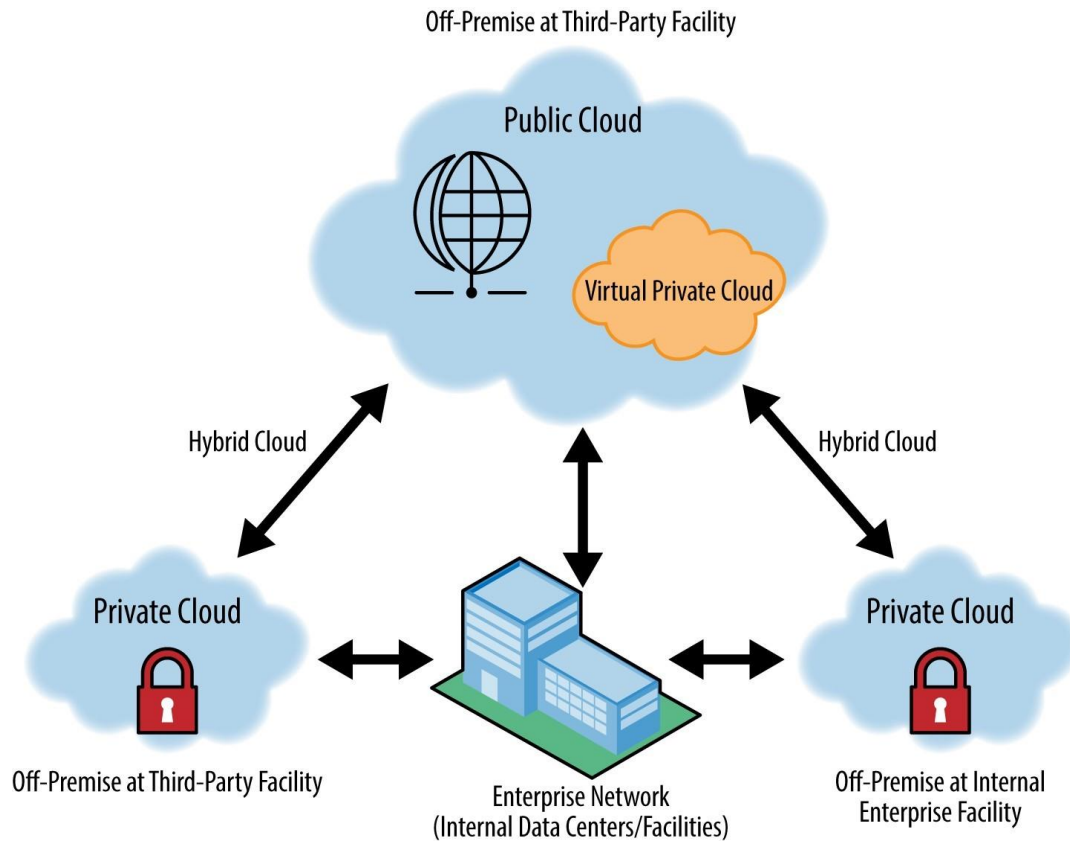 Off-Premise at Third-Party Facility
Public Cloud
Virtual Private Cloud
Hybrid Cloud
Hybrid Cloud
Private Cloud
Private Cloud
Off-Premise at Third-Party Facility
Enterprise Network
(Internal Data Centers/Facilities)
Off-Premise at Internal
Enterprise Facility